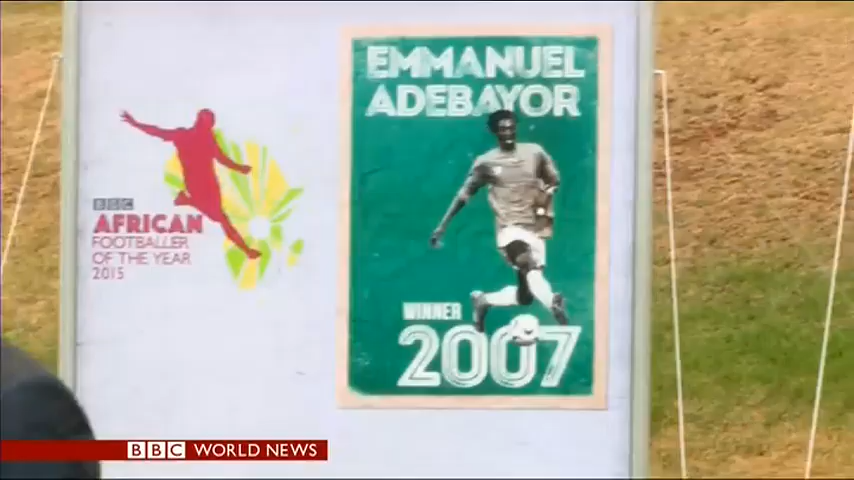 EMMANUEL
ADEBAYOR
BBC
AFRICAN
FOOTBALLER
OF THE YEAR
2015
WINNER
2007
BBC WORLD NEWS